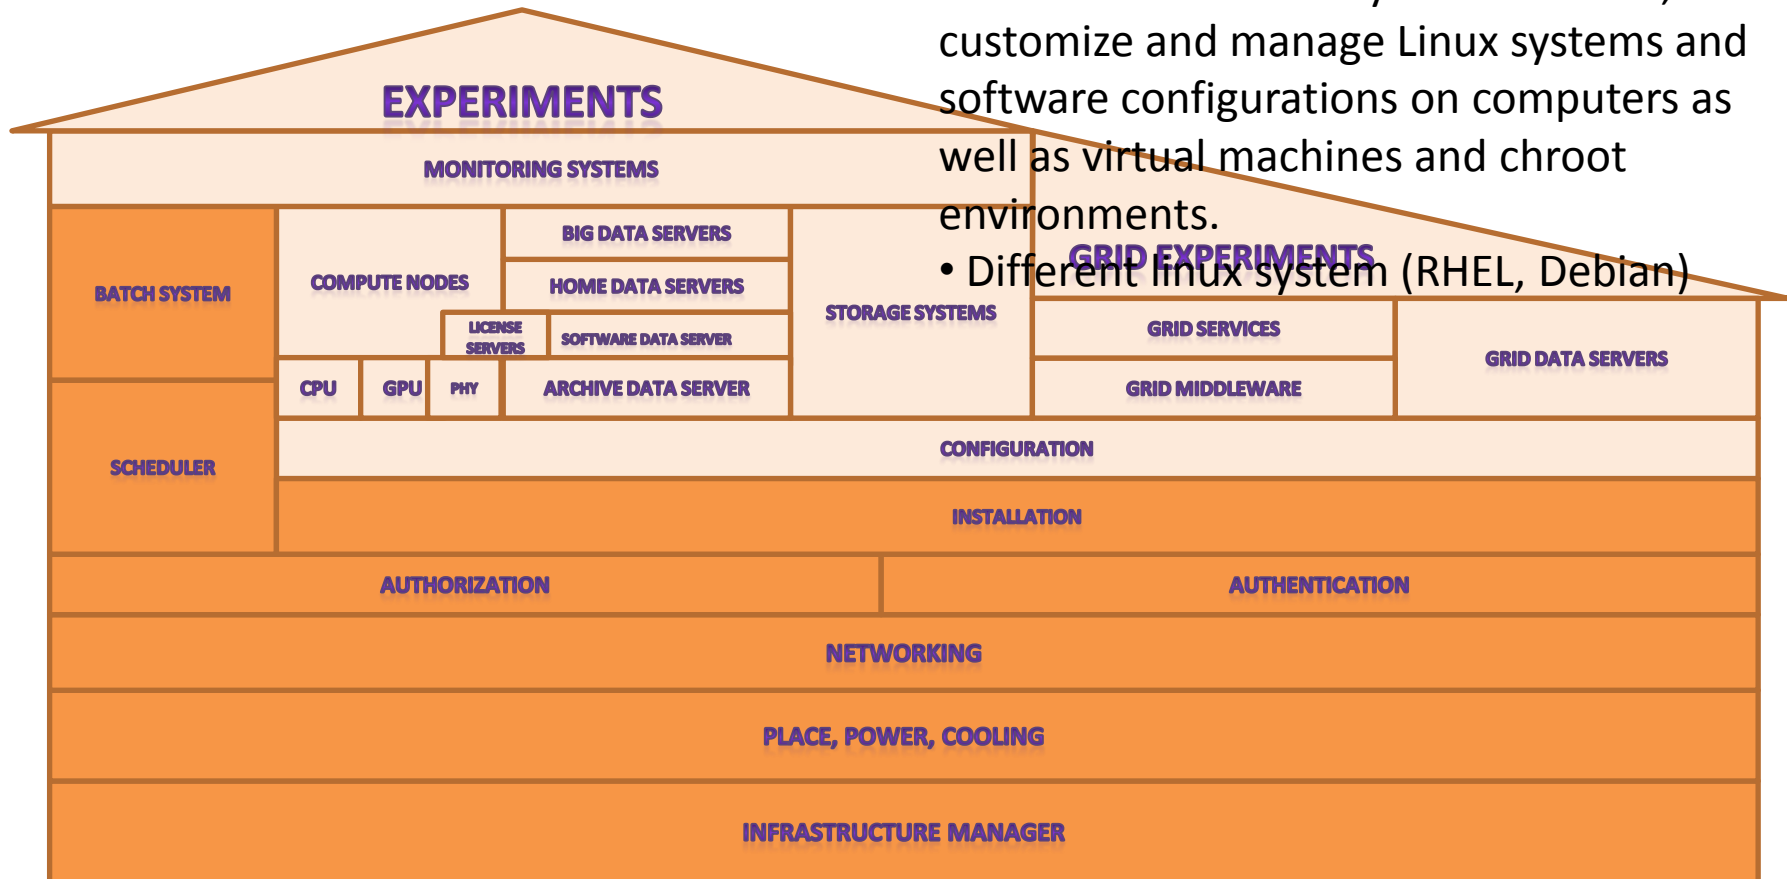 customize and manage Linux systems and
software configurations on computers as
well as virtual machines and chroot
environments.
• Different linux system (RHEL, Debian)
EXPERIMENTS
MONITORING SYSTEMS
BATCH SYSTEM
COMPUTE NODES
BIG DATA SERVERS
HOME DATA SERVERS
LICENSE
SERVERS
SOFTWARE DATA SERVER
STORAGE SYSTEMS
GRID EXPERIMENTS
GRID SERVICES
GRID DATA SERVERS
CPU
GPU
PHY
ARCHIVE DATA SERVER
GRID MIDDLEWARE
SCHEDULER
CONFIGURATION
INSTALLATION
AUTHORIZATION
AUTHENTICATION
NETWORKING
PLACE, POWER, COOLING
INFRASTRUCTURE MANAGER